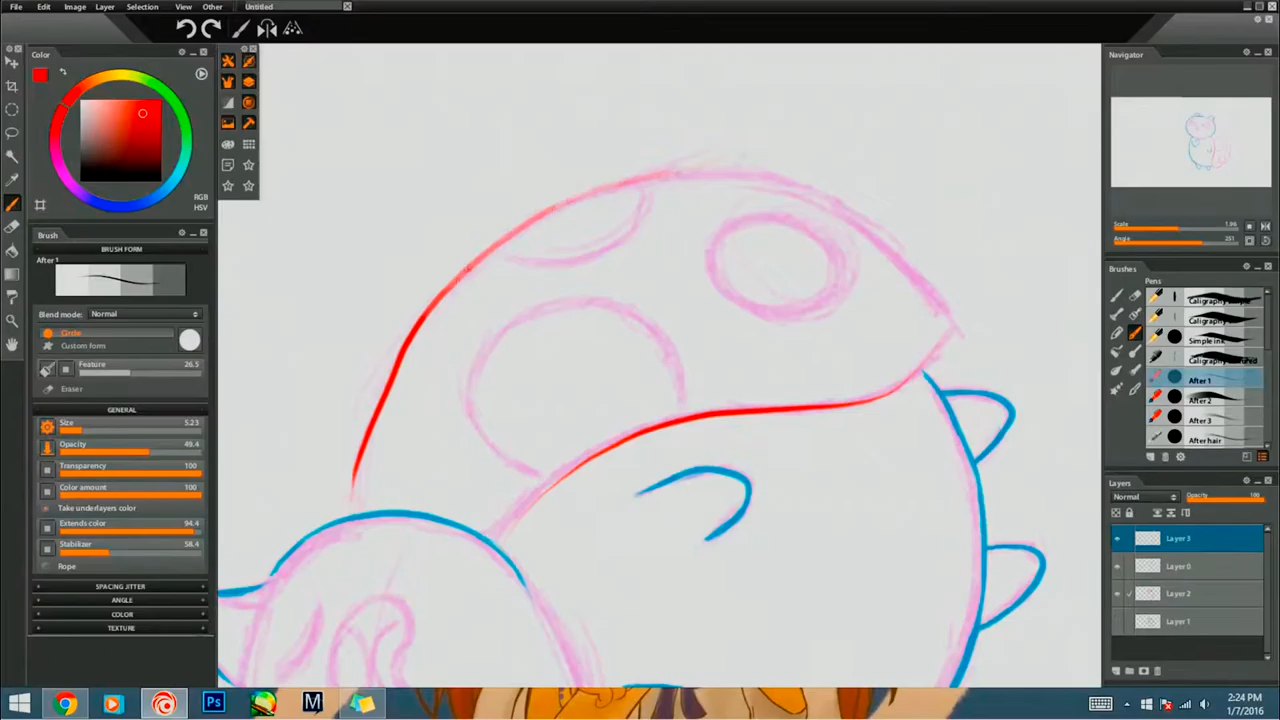 File Edit Image Layer Selection View Other Untitled
Color
RGB
HSV
Brush
BRUSH FORM
After 1
Blend mode: Normal
Circle
Custom form
Feature 26.5
Eraser
GENERAL
Size 5.23
Opacity 49.4
Transparency 100
Color amount 100
Take underlayers color
Extends color 94.4
Stabilizer 58.4
Rope
SPACING JITTER
ANGLE
COLOR
TEXTURE
Navigator
Scale 1.96
Angle 251
Brushes
Pens
Calligraphy
Simple ink
After 1
After 2
After 3
After hair
Layers
Normal Opacity 100
Layer 3
Layer 0
Layer 2
Layer 1
Ps
M
2:24 PM
1/7/2016